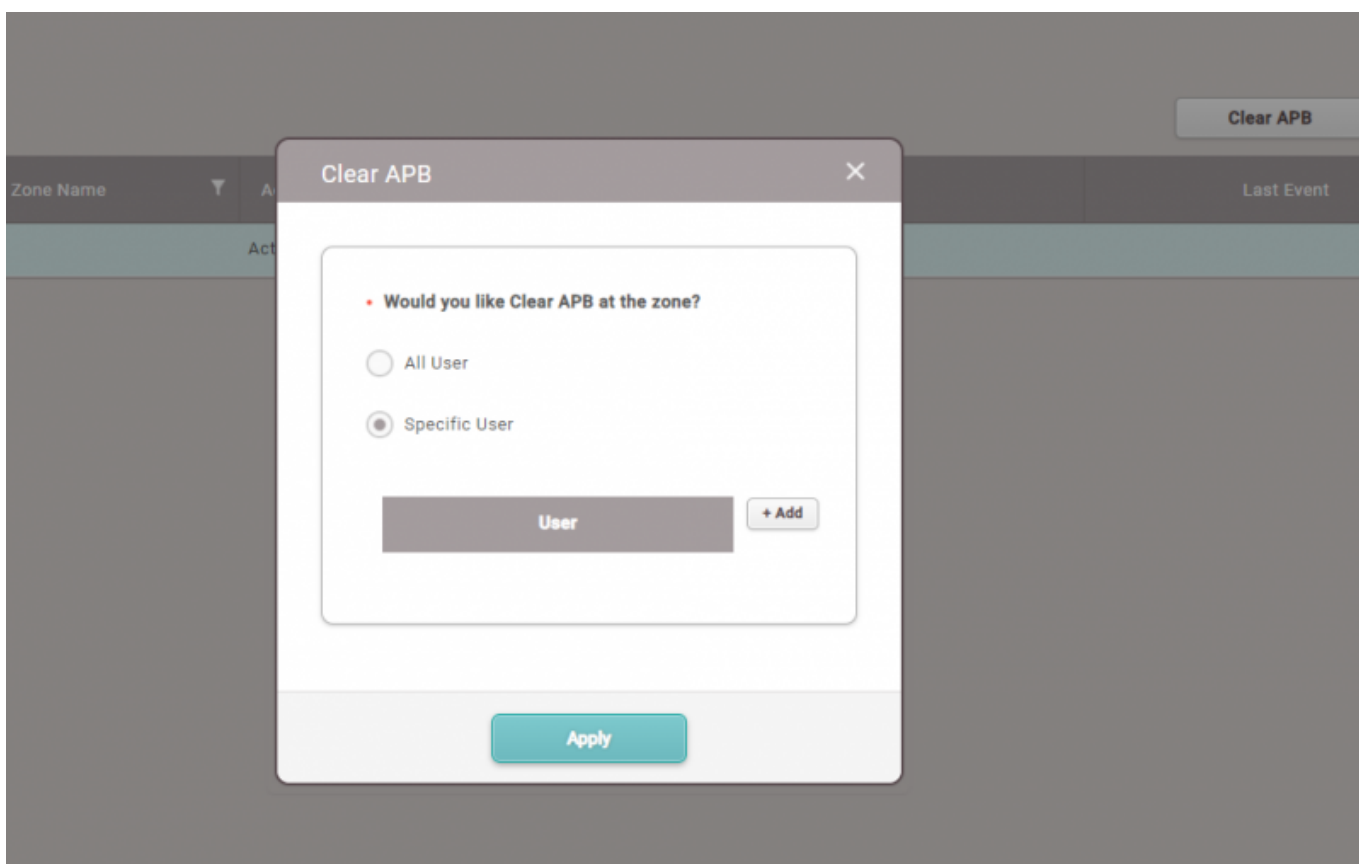 Clear APB
Clear APB
Zone Name
Last Event
Act
Would you like Clear APB at the zone?
All User
Specific User
User
+ Add
Apply